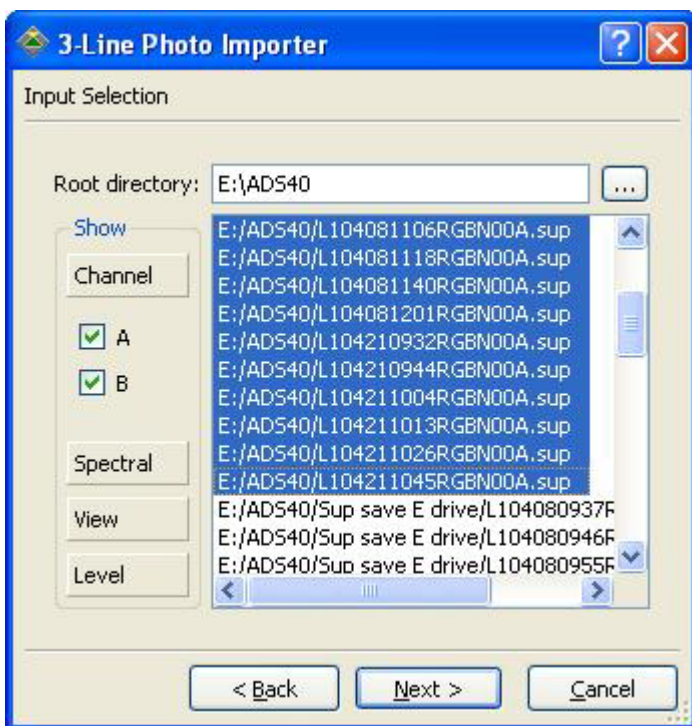 3-Line Photo Importer
Input Selection
Root directory: E:\ADS40 ...
Show
Channel
A
B
Spectral
View
Level
E:/ADS40/L104081106RGBN00A.sup
E:/ADS40/L104081118RGBN00A.sup
E:/ADS40/L104081140RGBN00A.sup
E:/ADS40/L104081201RGBN00A.sup
E:/ADS40/L104210932RGBN00A.sup
E:/ADS40/L104210944RGBN00A.sup
E:/ADS40/L104211004RGBN00A.sup
E:/ADS40/L104211013RGBN00A.sup
E:/ADS40/L104211026RGBN00A.sup
E:/ADS40/L104211045RGBN00A.sup
E:/ADS40/Sup save E drive/L104080937R
E:/ADS40/Sup save E drive/L104080946R
E:/ADS40/Sup save E drive/L104080955R
< Back Next > Cancel